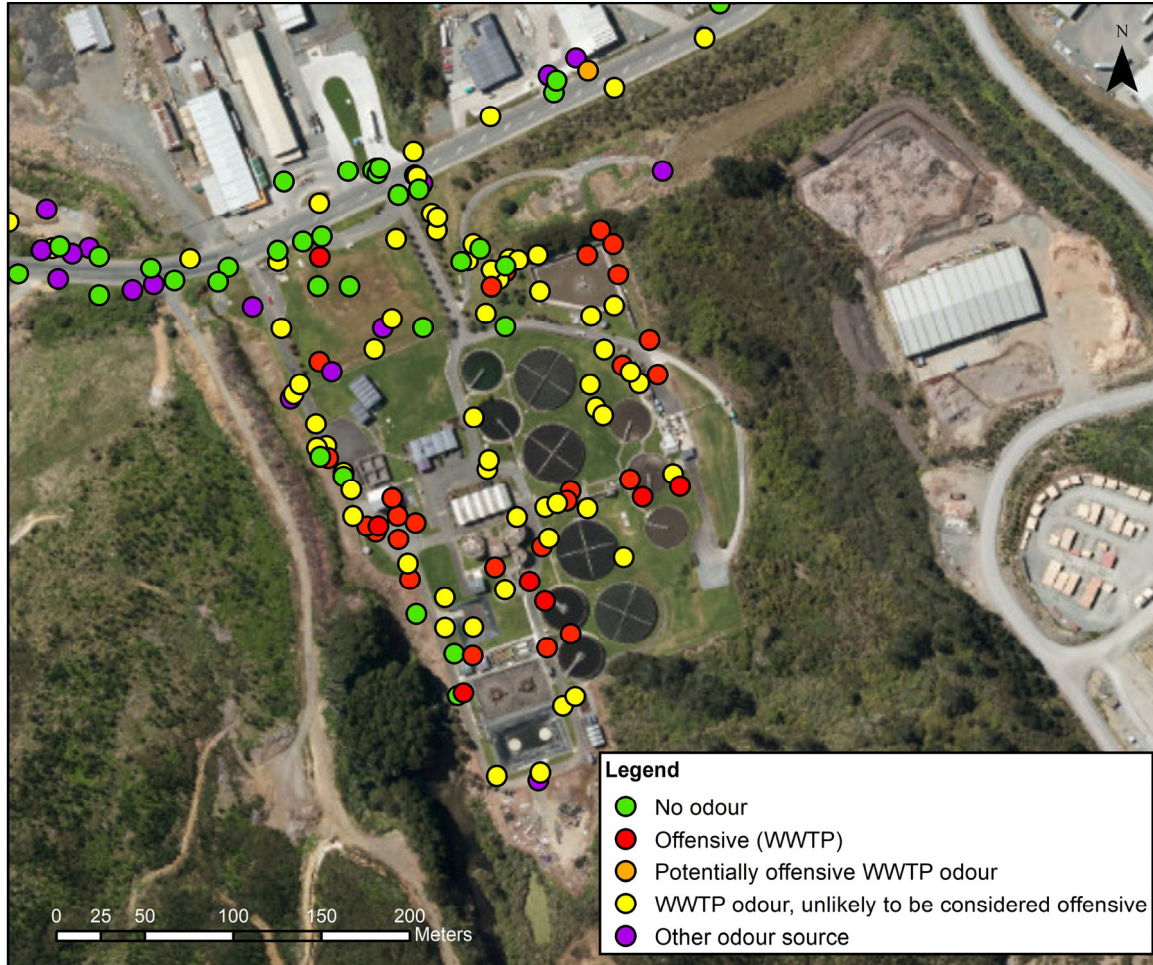 N
Legend
No odour
Offensive (WWTP)
Potentially offensive WWTP odour
WWTP odour, unlikely to be considered offensive
Other odour source
0 25 50 100 150 200
Meters